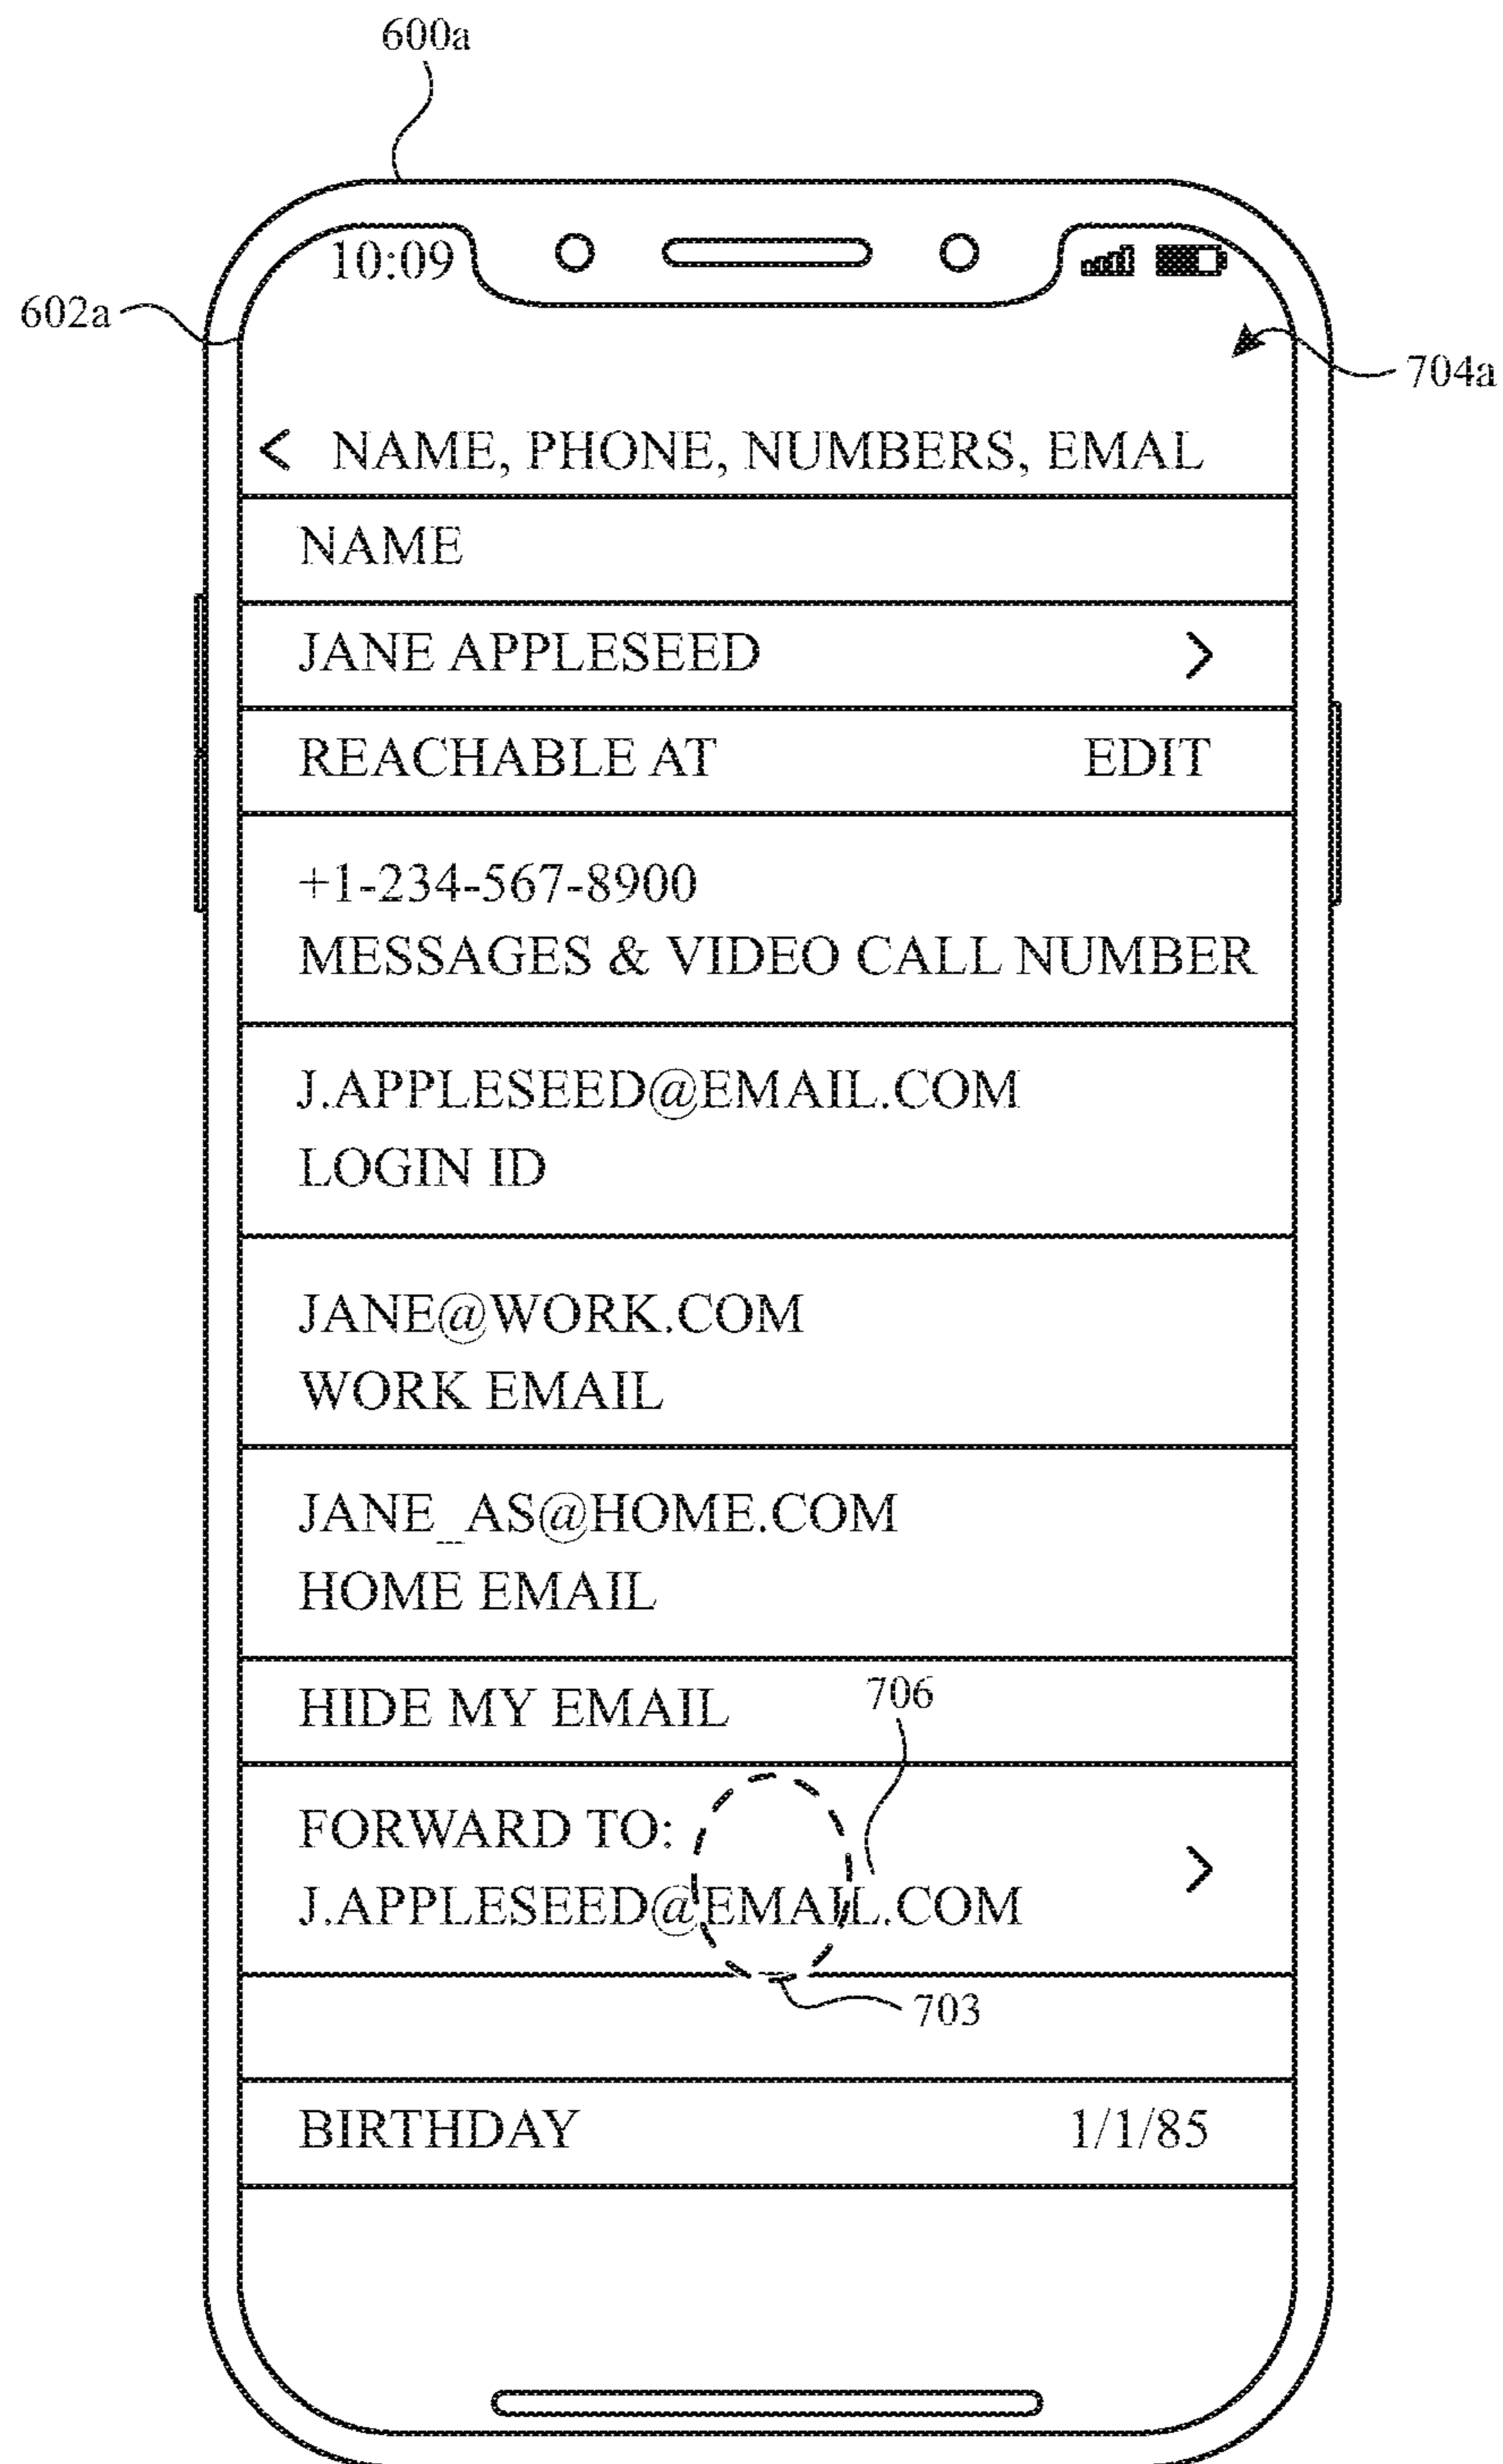 600a
10:09
602a
704a
< NAME, PHONE, NUMBERS, EMAL
NAME
JANE APPLESEED >
REACHABLE AT EDIT
+1-234-567-8900
MESSAGES & VIDEO CALL NUMBER
J.APPLESEED@EMAIL.COM
LOGIN ID
JANE@WORK.COM
WORK EMAIL
JANE_AS@HOME.COM
HOME EMAIL
HIDE MY EMAIL
706
FORWARD TO:
J.APPLESEED@EMAIL.COM >
703
BIRTHDAY 1/1/85